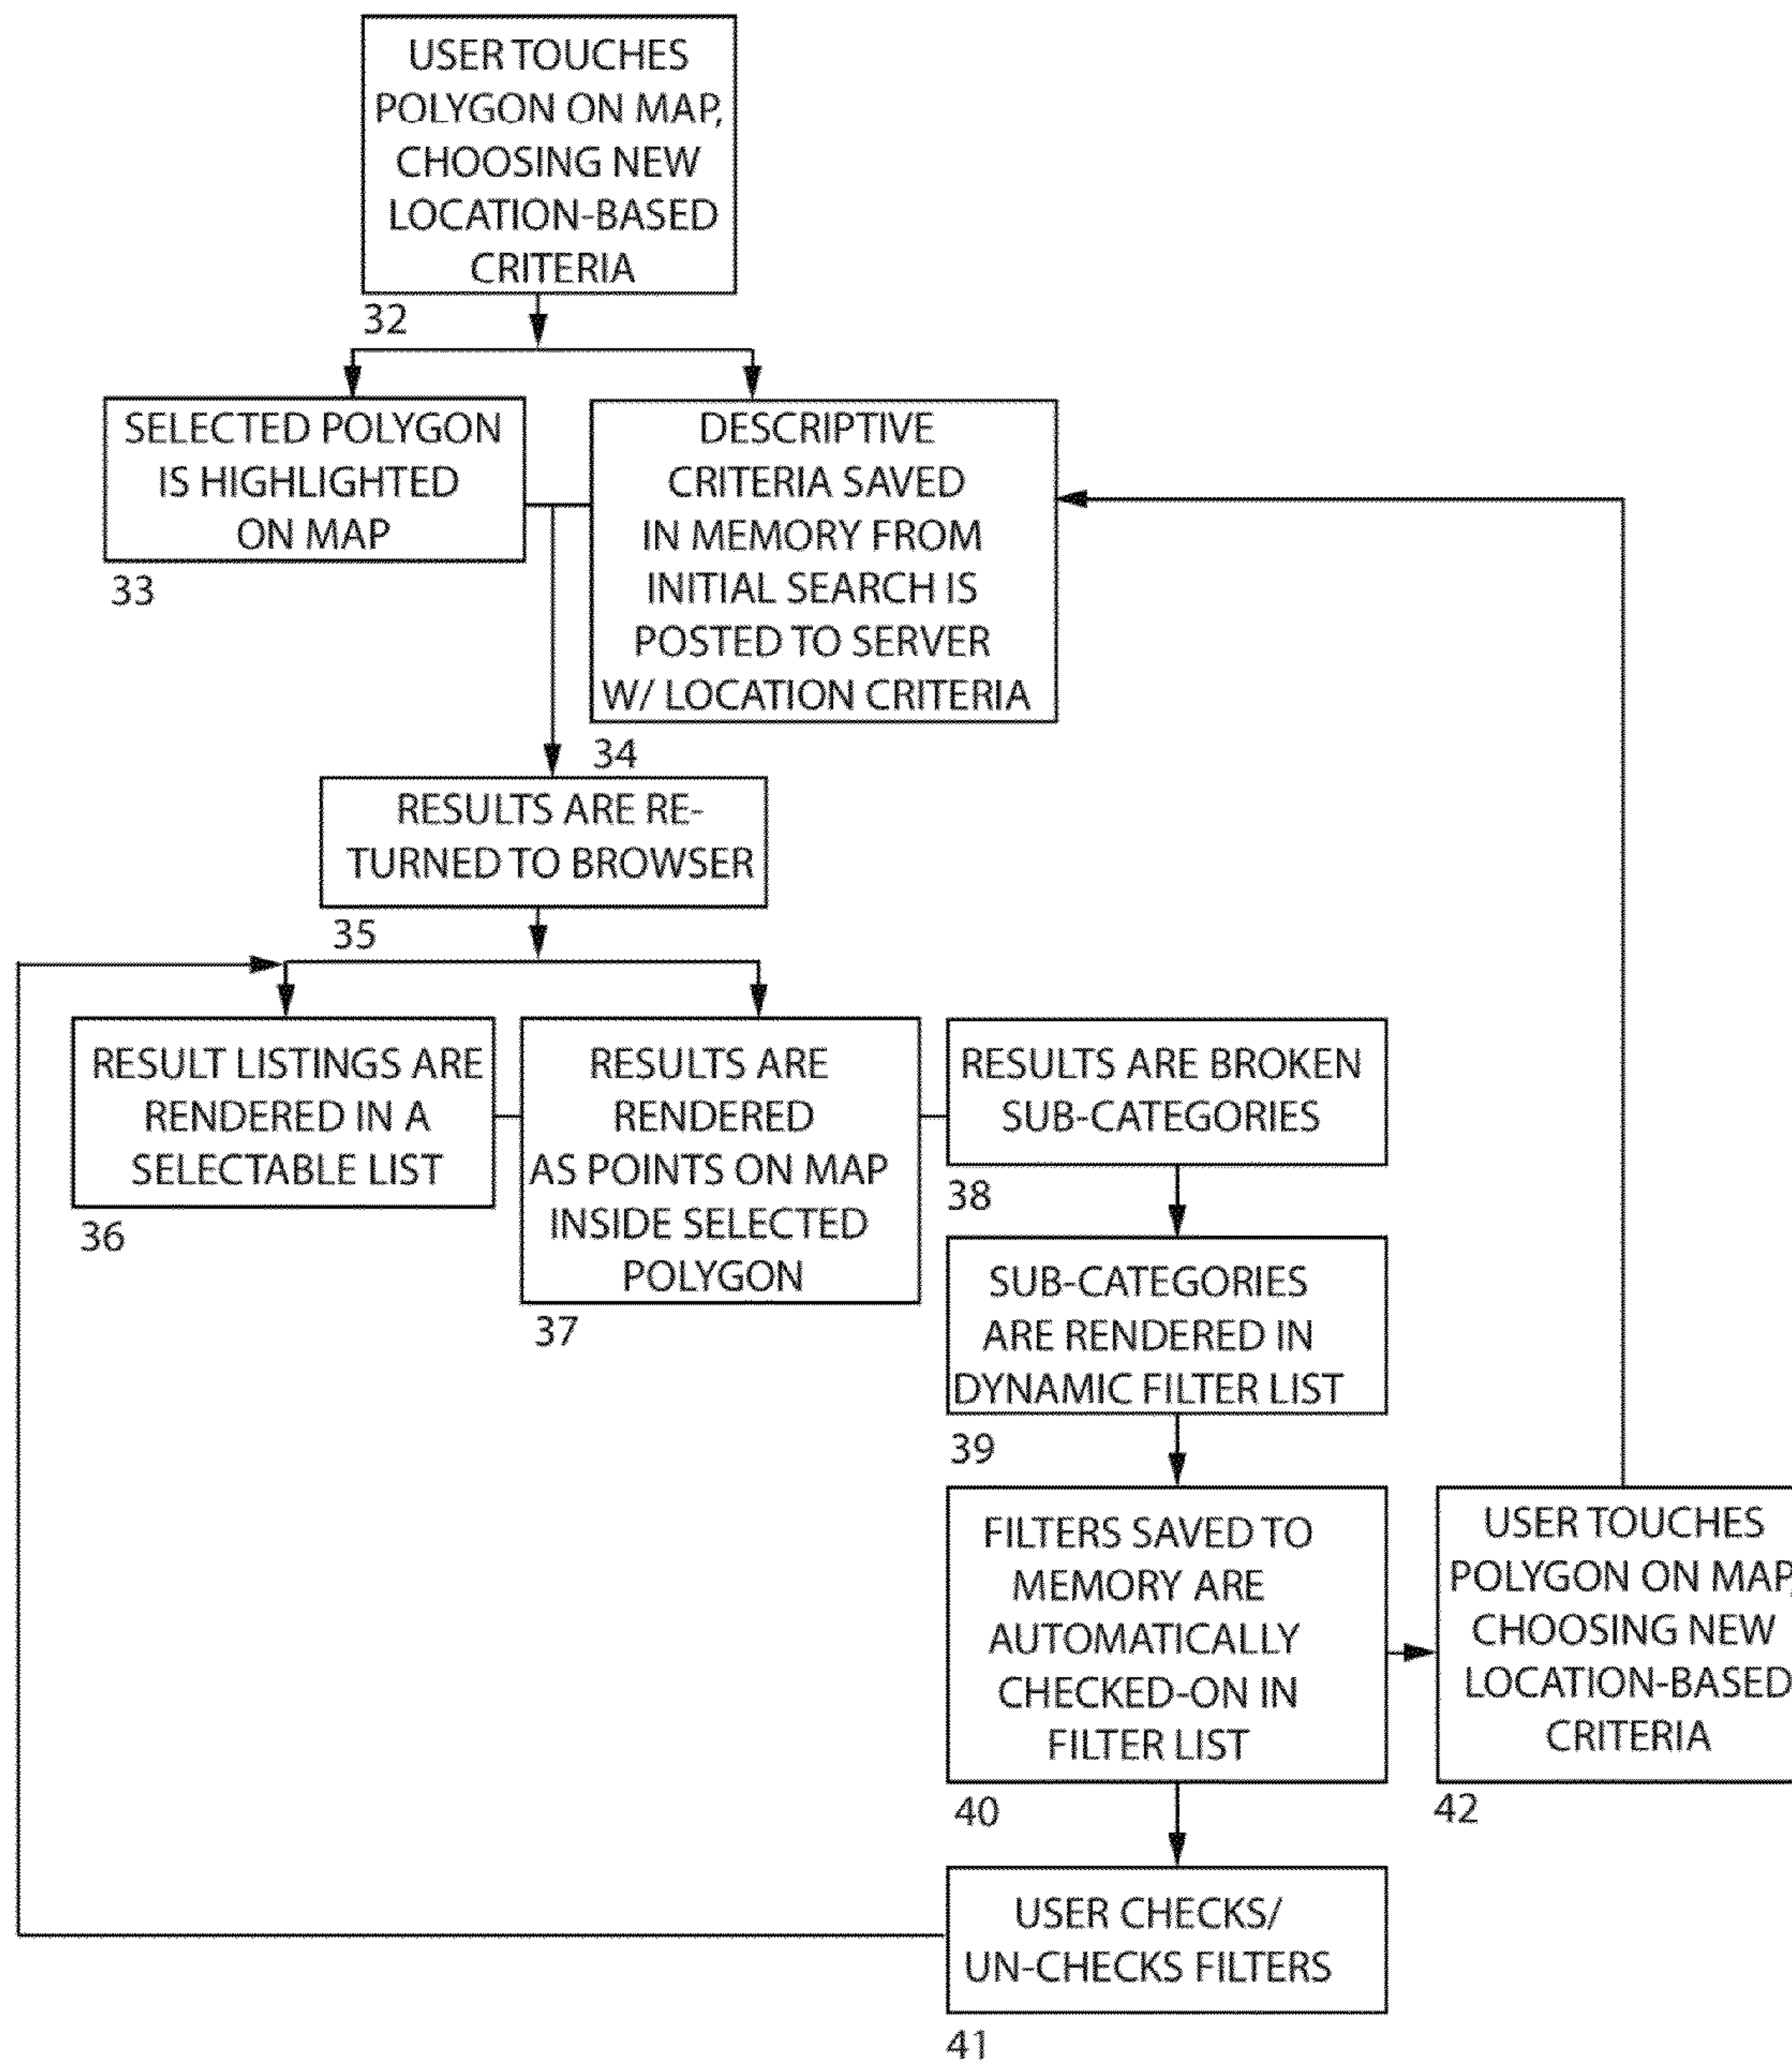 USER TOUCHES
POLYGON ON MAP,
CHOOSING NEW
LOCATION-BASED
CRITERIA
32
SELECTED POLYGON
IS HIGHLIGHTED
ON MAP
33
DESCRIPTIVE
CRITERIA SAVED
IN MEMORY FROM
INITIAL SEARCH IS
POSTED TO SERVER
W/ LOCATION CRITERIA
34
RESULTS ARE RE-
TURNED TO BROWSER
35
RESULT LISTINGS ARE
RENDERED IN A
SELECTABLE LIST
36
RESULTS ARE
RENDERED
AS POINTS ON MAP
INSIDE SELECTED
POLYGON
37
RESULTS ARE BROKEN
SUB-CATEGORIES
38
SUB-CATEGORIES
ARE RENDERED IN
DYNAMIC FILTER LIST
39
FILTERS SAVED TO
MEMORY ARE
AUTOMATICALLY
CHECKED-ON IN
FILTER LIST
40
USER TOUCHES
POLYGON ON MAP,
CHOOSING NEW
LOCATION-BASED
CRITERIA
42
USER CHECKS/
UN-CHECKS FILTERS
41